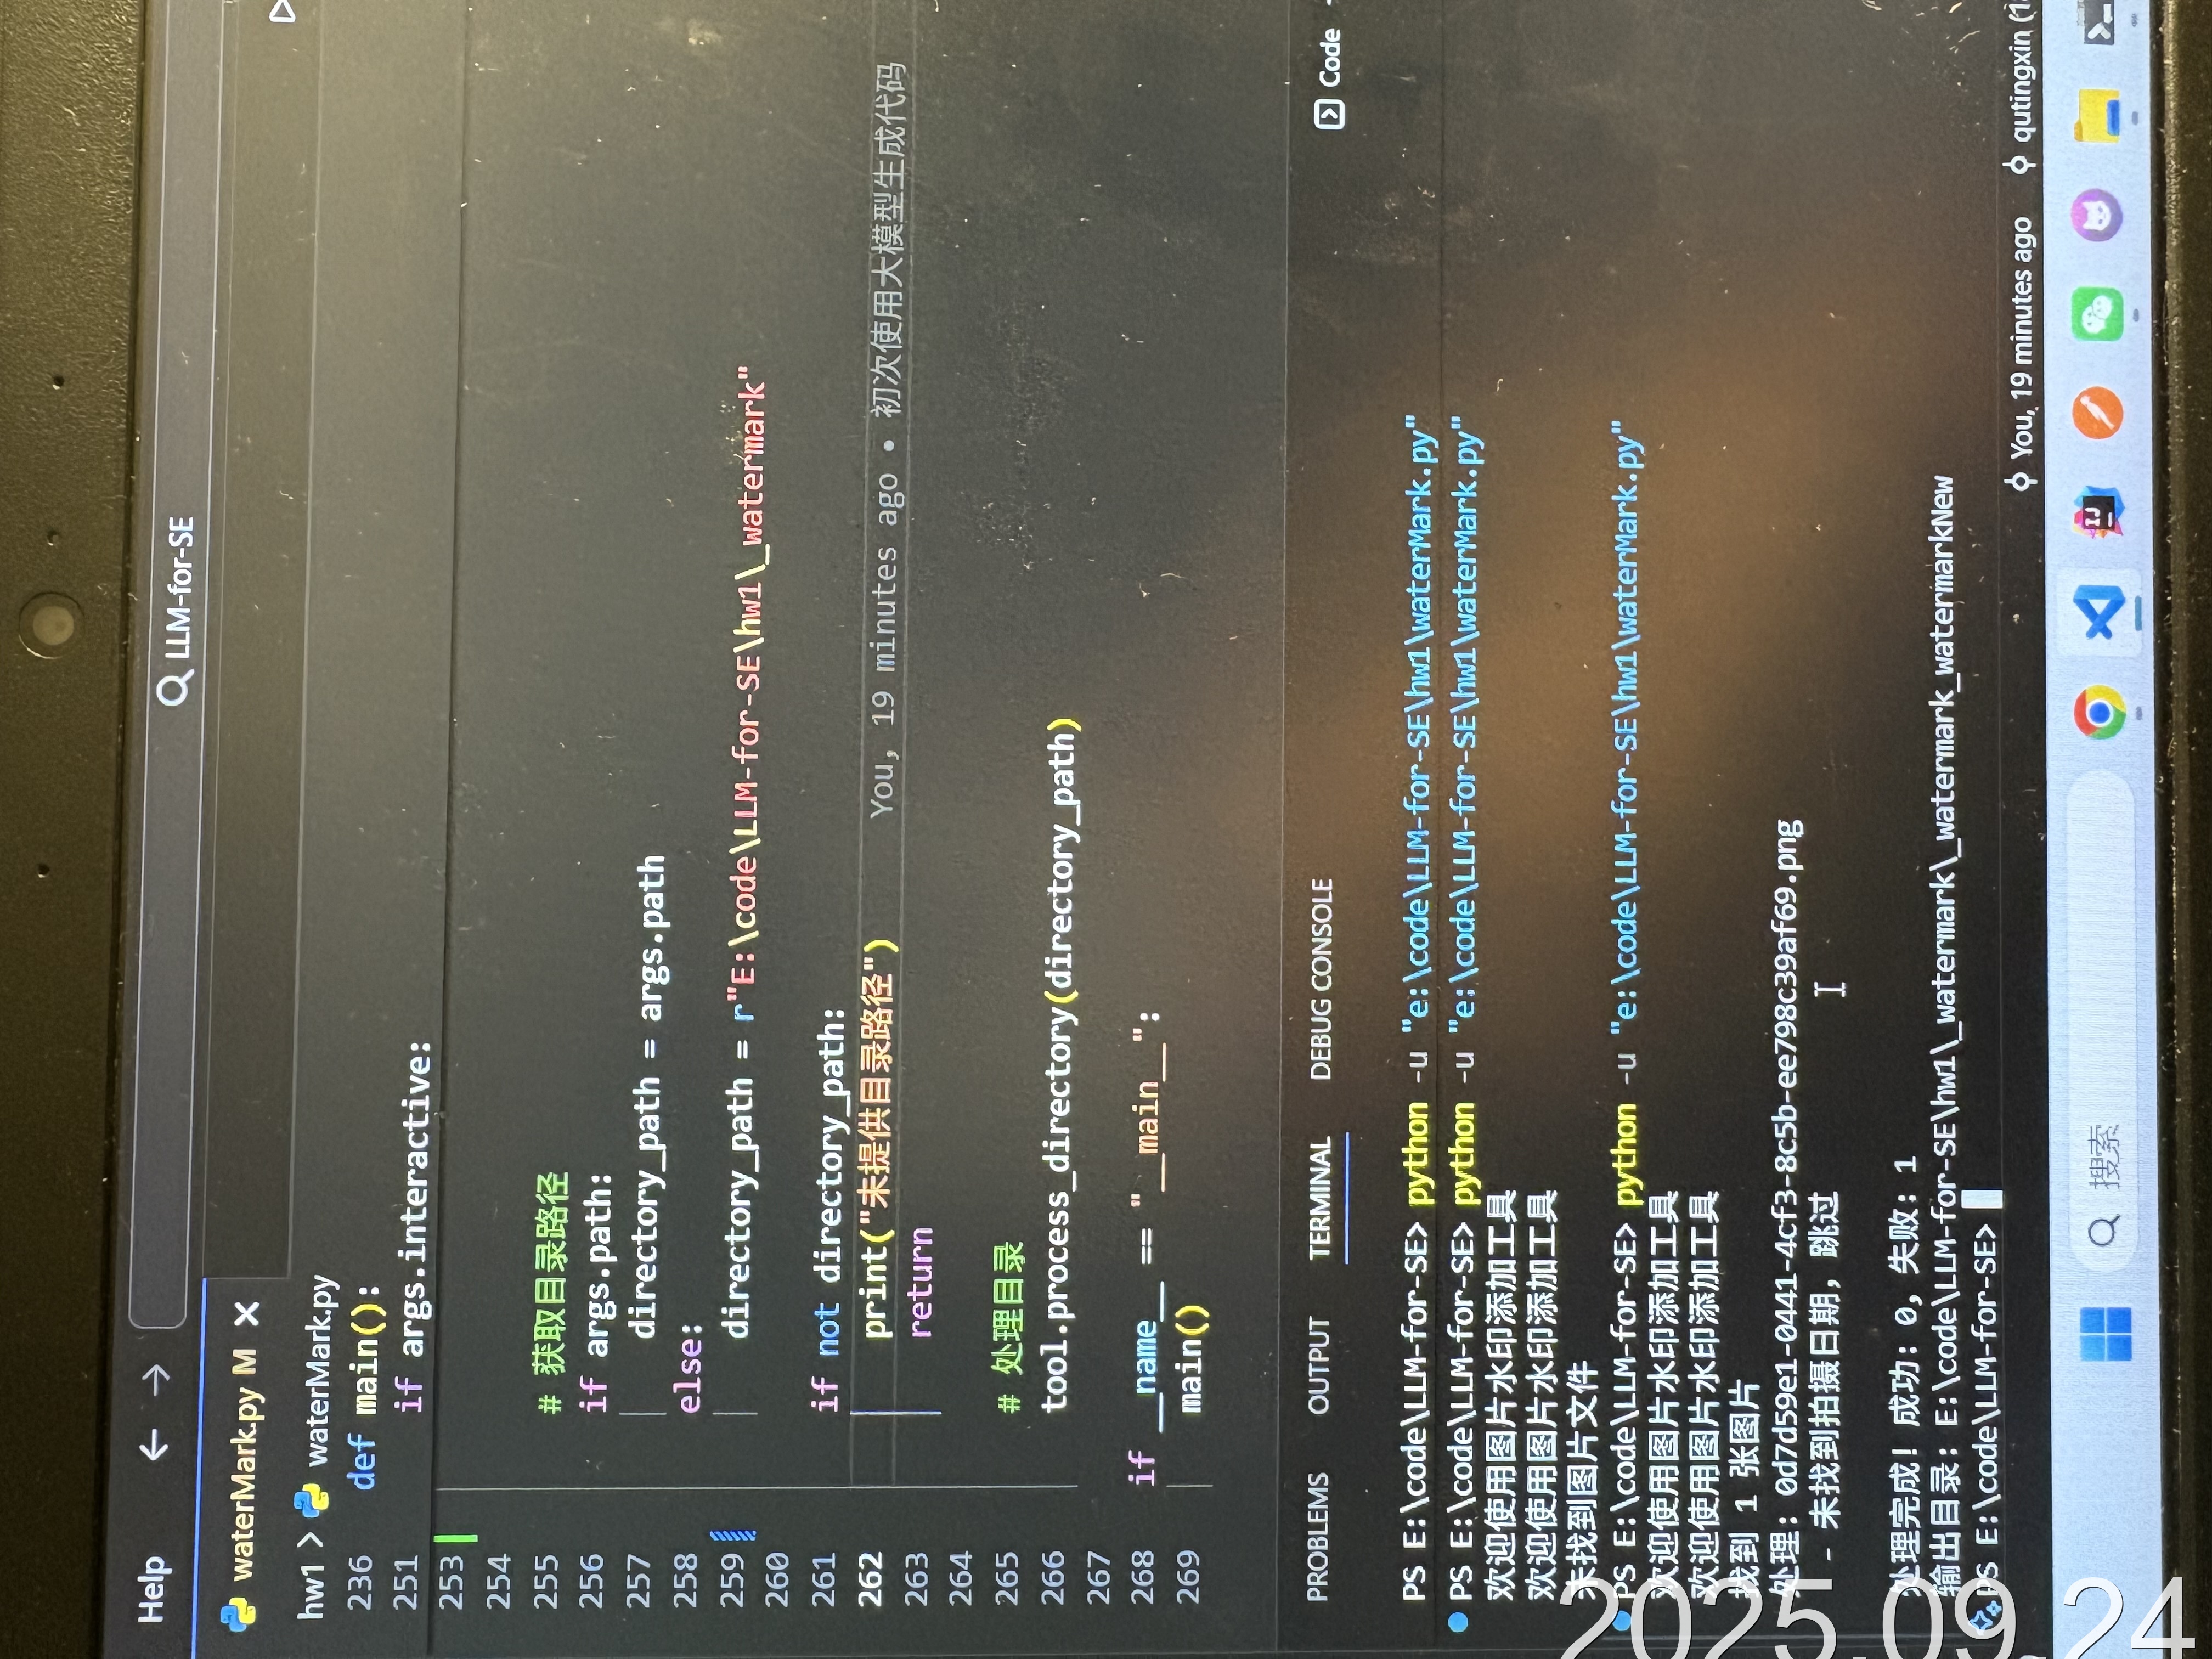 Help
LLM-for-SE
waterMark.py M
hw1 > waterMark.py
236 def main():
251 if args.interactive:
253
254
255 # 获取目录路径
256 if args.path:
257 directory_path = args.path
258 else:
259 directory_path = r"E:\code\LLM-for-SE\hw1\_watermark"
260
261 if not directory_path:
262 print("未提供目录路径") You, 19 minutes ago • 初次使用大模型生成代码
263 return
264
265 # 处理目录
266 tool.process_directory(directory_path)
267
268 if __name__ == "__main__":
269 main()
PROBLEMS OUTPUT TERMINAL DEBUG CONSOLE Code
PS E:\code\LLM-for-SE> python -u "e:\code\LLM-for-SE\hw1\waterMark.py"
PS E:\code\LLM-for-SE> python -u "e:\code\LLM-for-SE\hw1\waterMark.py"
欢迎使用图片水印添加工具
欢迎使用图片水印添加工具
未找到图片文件
PS E:\code\LLM-for-SE> python -u "e:\code\LLM-for-SE\hw1\waterMark.py"
欢迎使用图片水印添加工具
欢迎使用图片水印添加工具
找到 1 张图片
处理: 0d7d59e1-0441-4cf3-8c5b-ee798c39af69.png
- 未找到拍摄日期, 跳过
处理完成! 成功: 0, 失败: 1
输出目录: E:\code\LLM-for-SE\hw1\_watermark\_watermark_watermarkNew
PS E:\code\LLM-for-SE>
You, 19 minutes ago qutingxin (1
搜索
2025.09.24